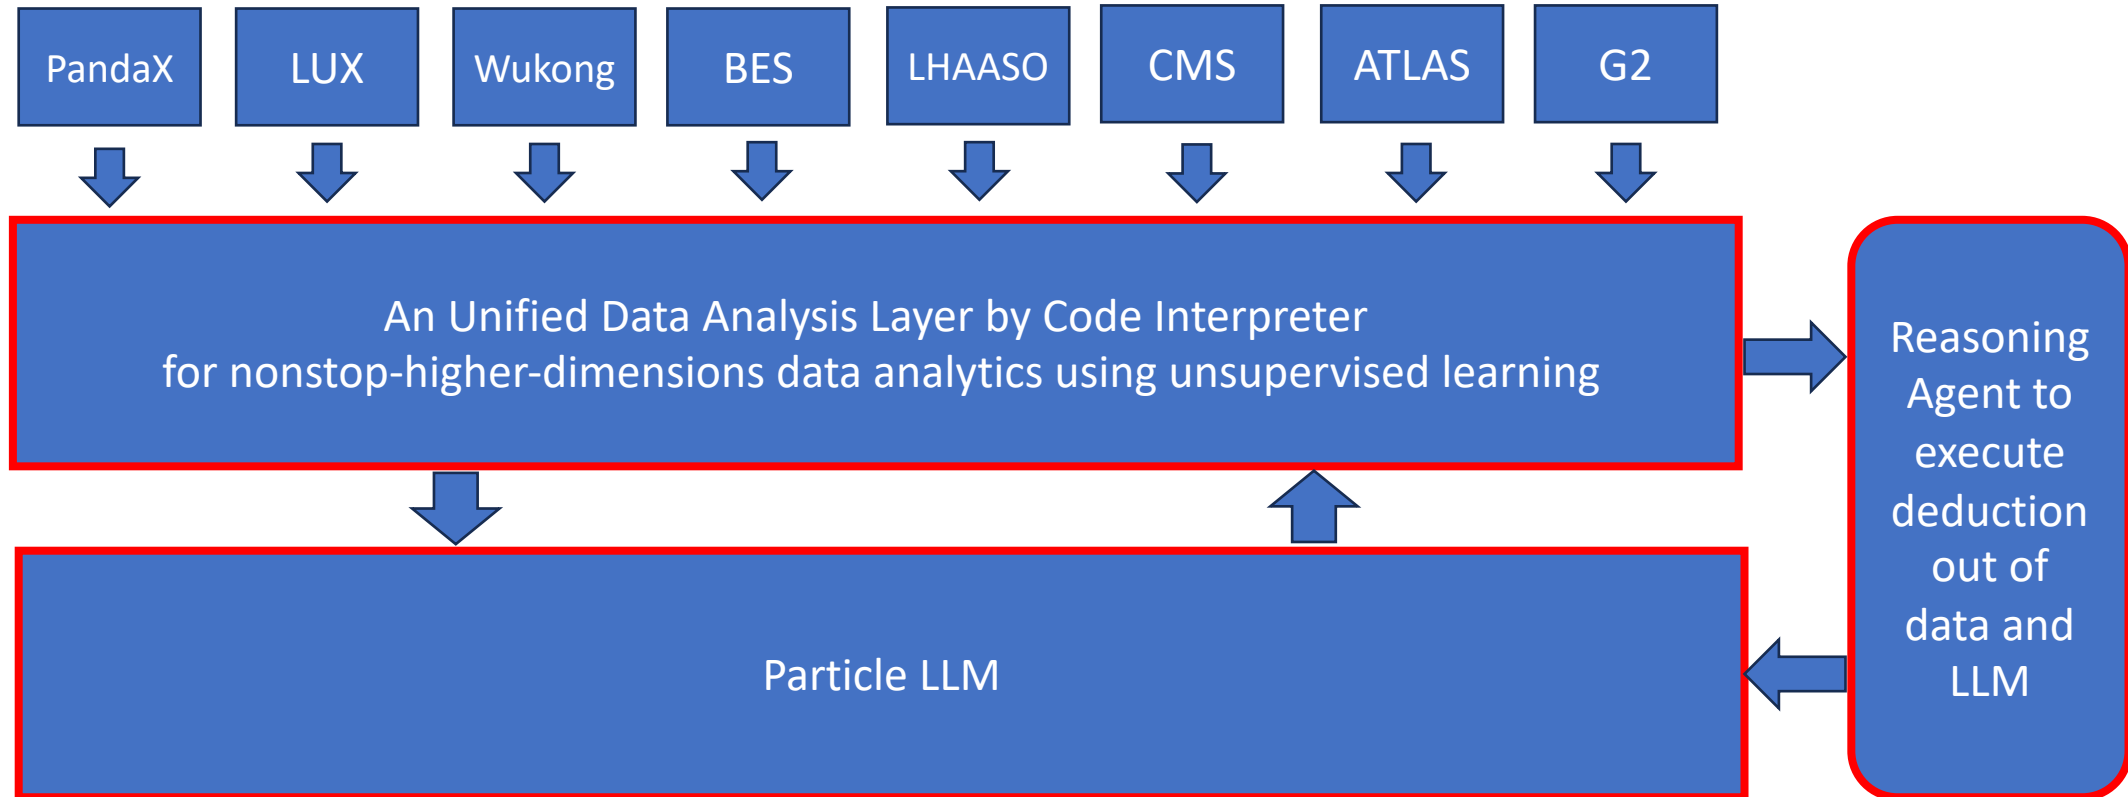 PandaX
LUX
Wukong
BES
LHAASO
CMS
ATLAS
G2
An Unified Data Analysis Layer by Code Interpreter
for nonstop-higher-dimensions data analytics using unsupervised learning
Reasoning
Agent to
execute
deduction
out of
data and
LLM
Particle LLM